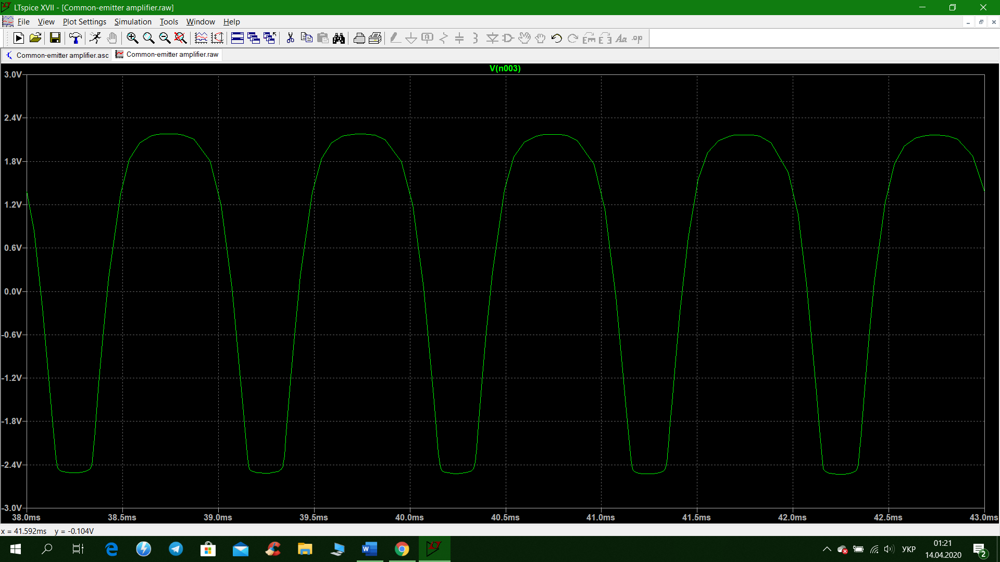 LTspice XVII - [Common-emitter amplifier.raw]
File View Plot Settings Simulation Tools Window Help
Common-emitter amplifier.asc Common-emitter amplifier.raw
V(n003)
3.0V
2.4V
1.8V
1.2V
0.6V
0.0V
-0.6V
-1.2V
-1.8V
-2.4V
-3.0V
38.0ms 38.5ms 39.0ms 39.5ms 40.0ms 40.5ms 41.0ms 41.5ms 42.0ms 42.5ms 43.0ms
x = 41.592ms y = -0.104V
УКР
01:21
14.04.2020
2